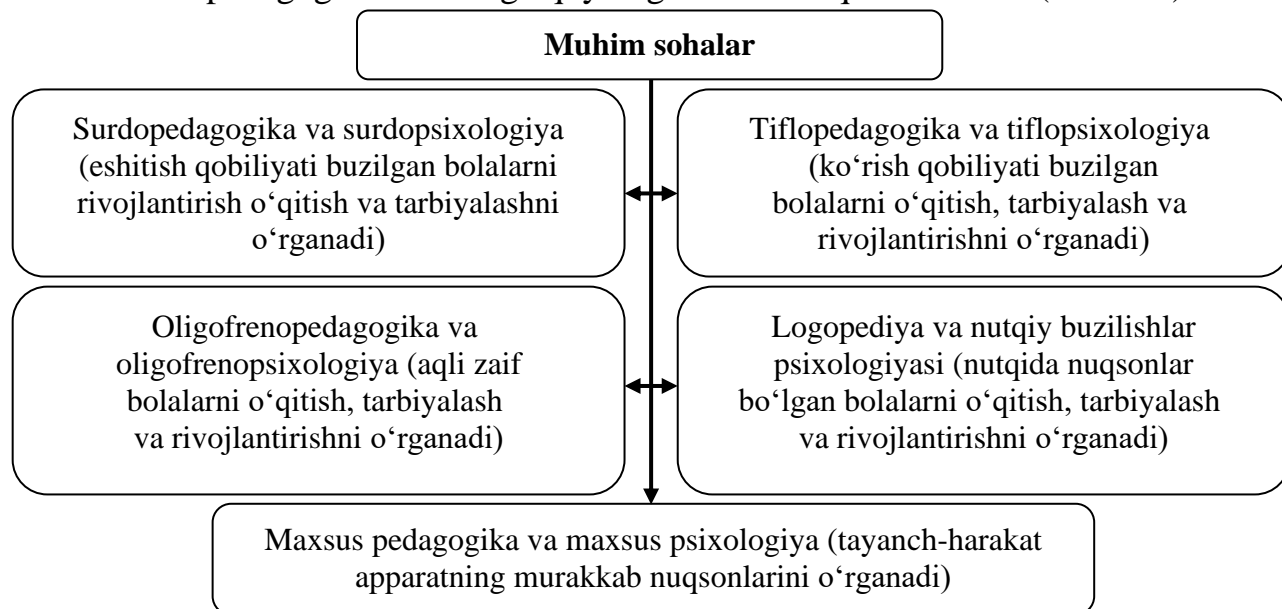 Muhim sohalar
Surdopedagogika va surdopsixologiya
(eshitish qobiliyati buzilgan bolalarni
rivojlantirish o‘qitish va tarbiyalashni
o‘rganadi)
Tiflopedagogika va tiflopsixologiya
(ko‘rish qobiliyati buzilgan
bolalarni o‘qitish, tarbiyalash va
rivojlantirishni o‘rganadi)
Oligofrenopedagogika va
oligofrenopsixologiya (aqli zaif
bolalarni o‘qitish, tarbiyalash
va rivojlantirishni o‘rganadi)
Logopediya va nutqiy buzilishlar
psixologiyasi (nutqida nuqsonlar
bo‘lgan bolalarni o‘qitish, tarbiyalash
va rivojlantirishni o‘rganadi)
Maxsus pedagogika va maxsus psixologiya (tayanch-harakat
apparatning murakkab nuqsonlarini o‘rganadi)